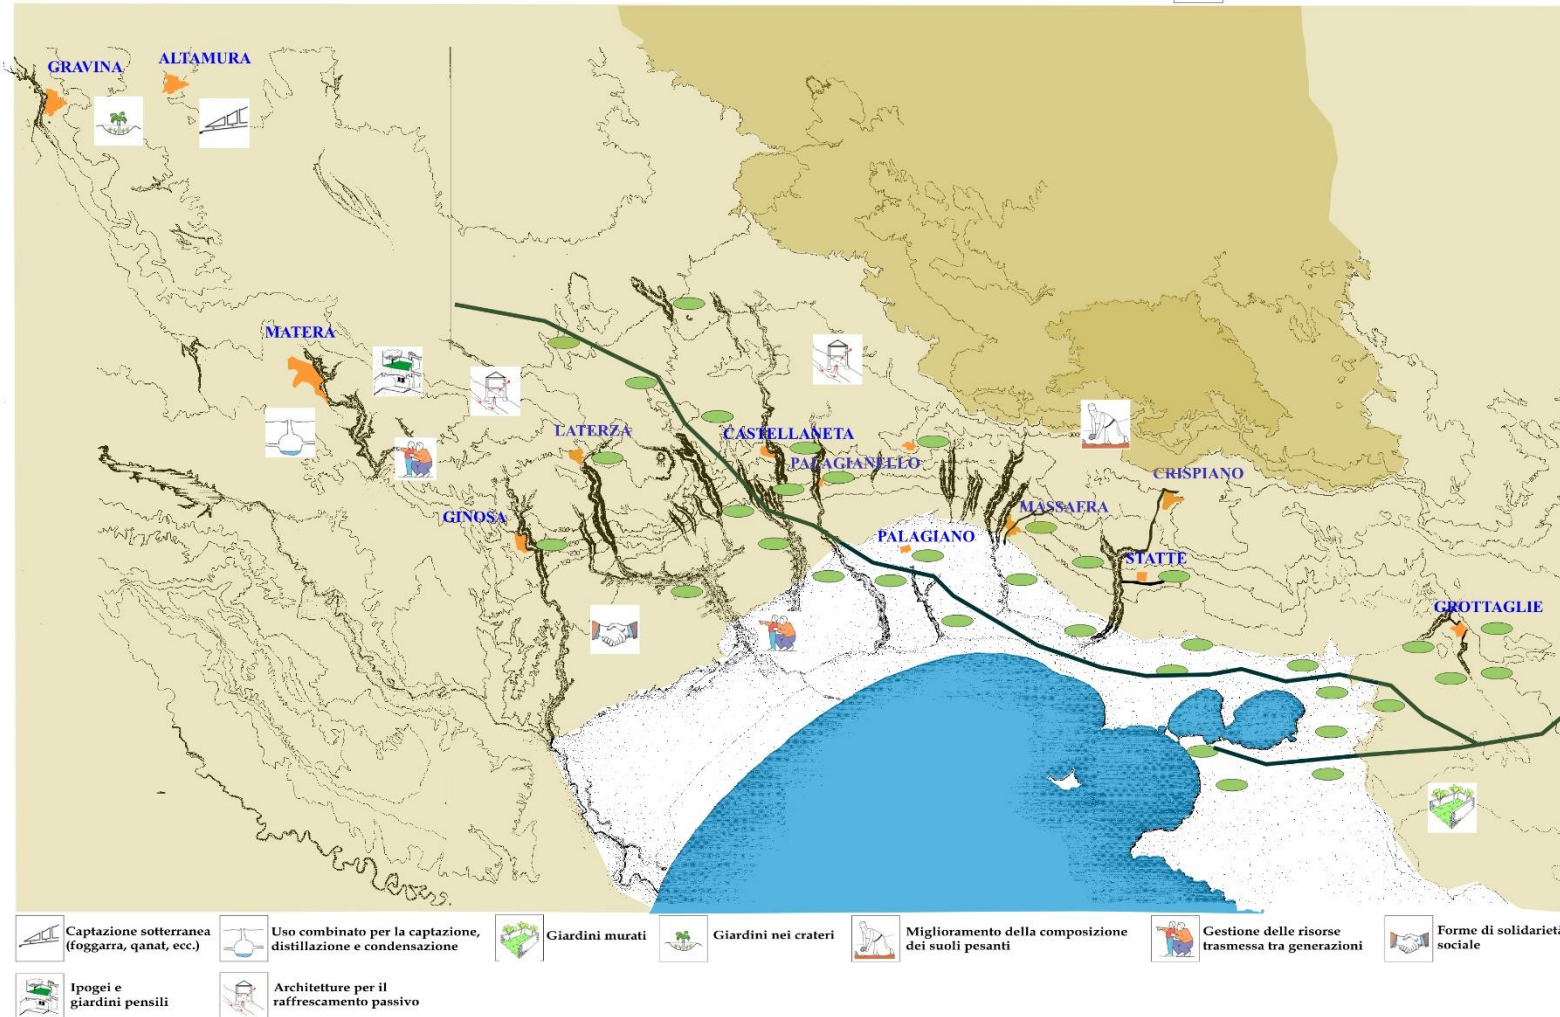 GRAVINA
ALTAMURA
MATERA
LATERZA
CASTELLANETA
PALAGIANELLO
CRISPIANO
MASSAFRA
GINOSA
PALAGIANO
STATTE
GROTTAGLIE
Captazione sotterranea
(foggarra, qanat, ecc.)
Uso combinato per la captazione,
distillazione e condensazione
Giardini murati
Giardini nei crateri
Miglioramento della composizione
dei suoli pesanti
Gestione delle risorse
trasmessa tra generazioni
Forme di solidarietà
sociale
Ipogei e
giardini pensili
Architetture per il
raffrescamento passivo